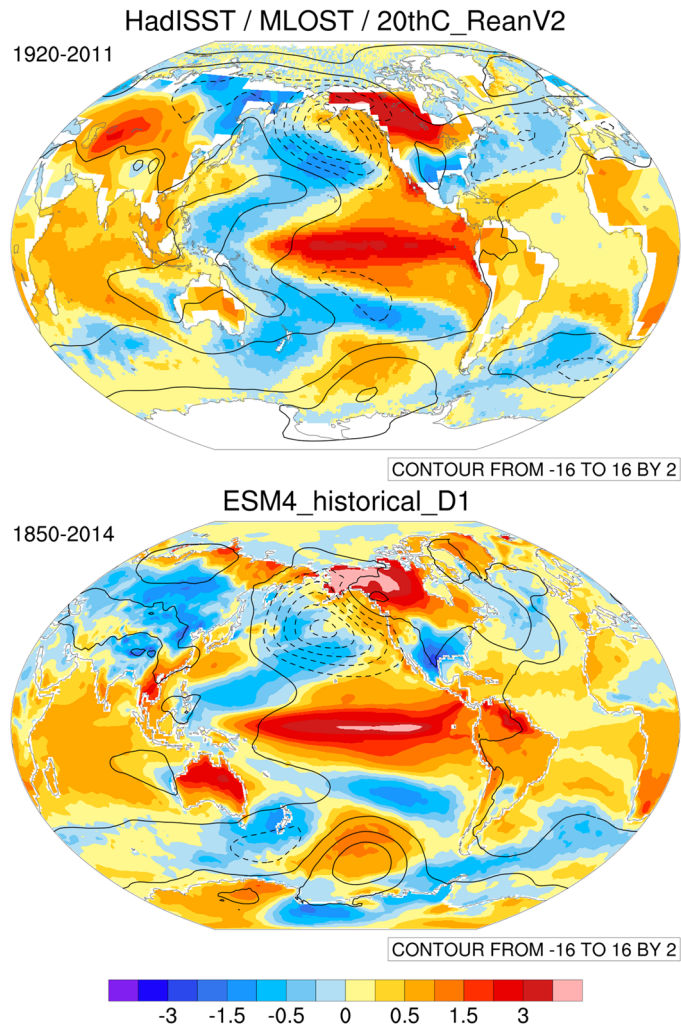 HadISST / MLOST / 20thC_ReanV2
1920-2011
CONTOUR FROM -16 TO 16 BY 2
ESM4_historical_D1
1850-2014
CONTOUR FROM -16 TO 16 BY 2
-3 -1.5 -0.5 0 0.5 1.5 3